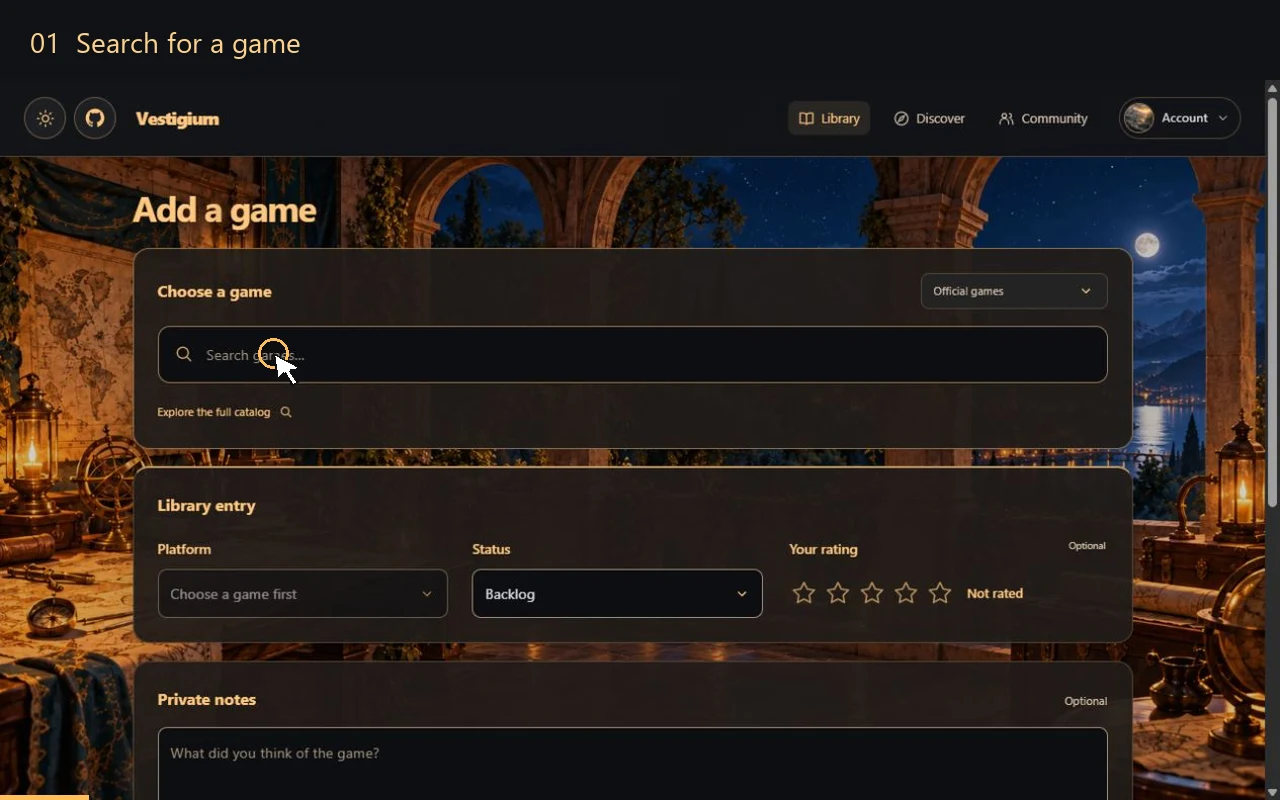 01 Search for a game
Vestigium
Library
Discover
Community
Account
Add a game
Choose a game
Official games
Search games...
Explore the full catalog
Library entry
Platform
Status
Your rating
Optional
Choose a game first
Backlog
Not rated
Private notes
Optional
What did you think of the game?